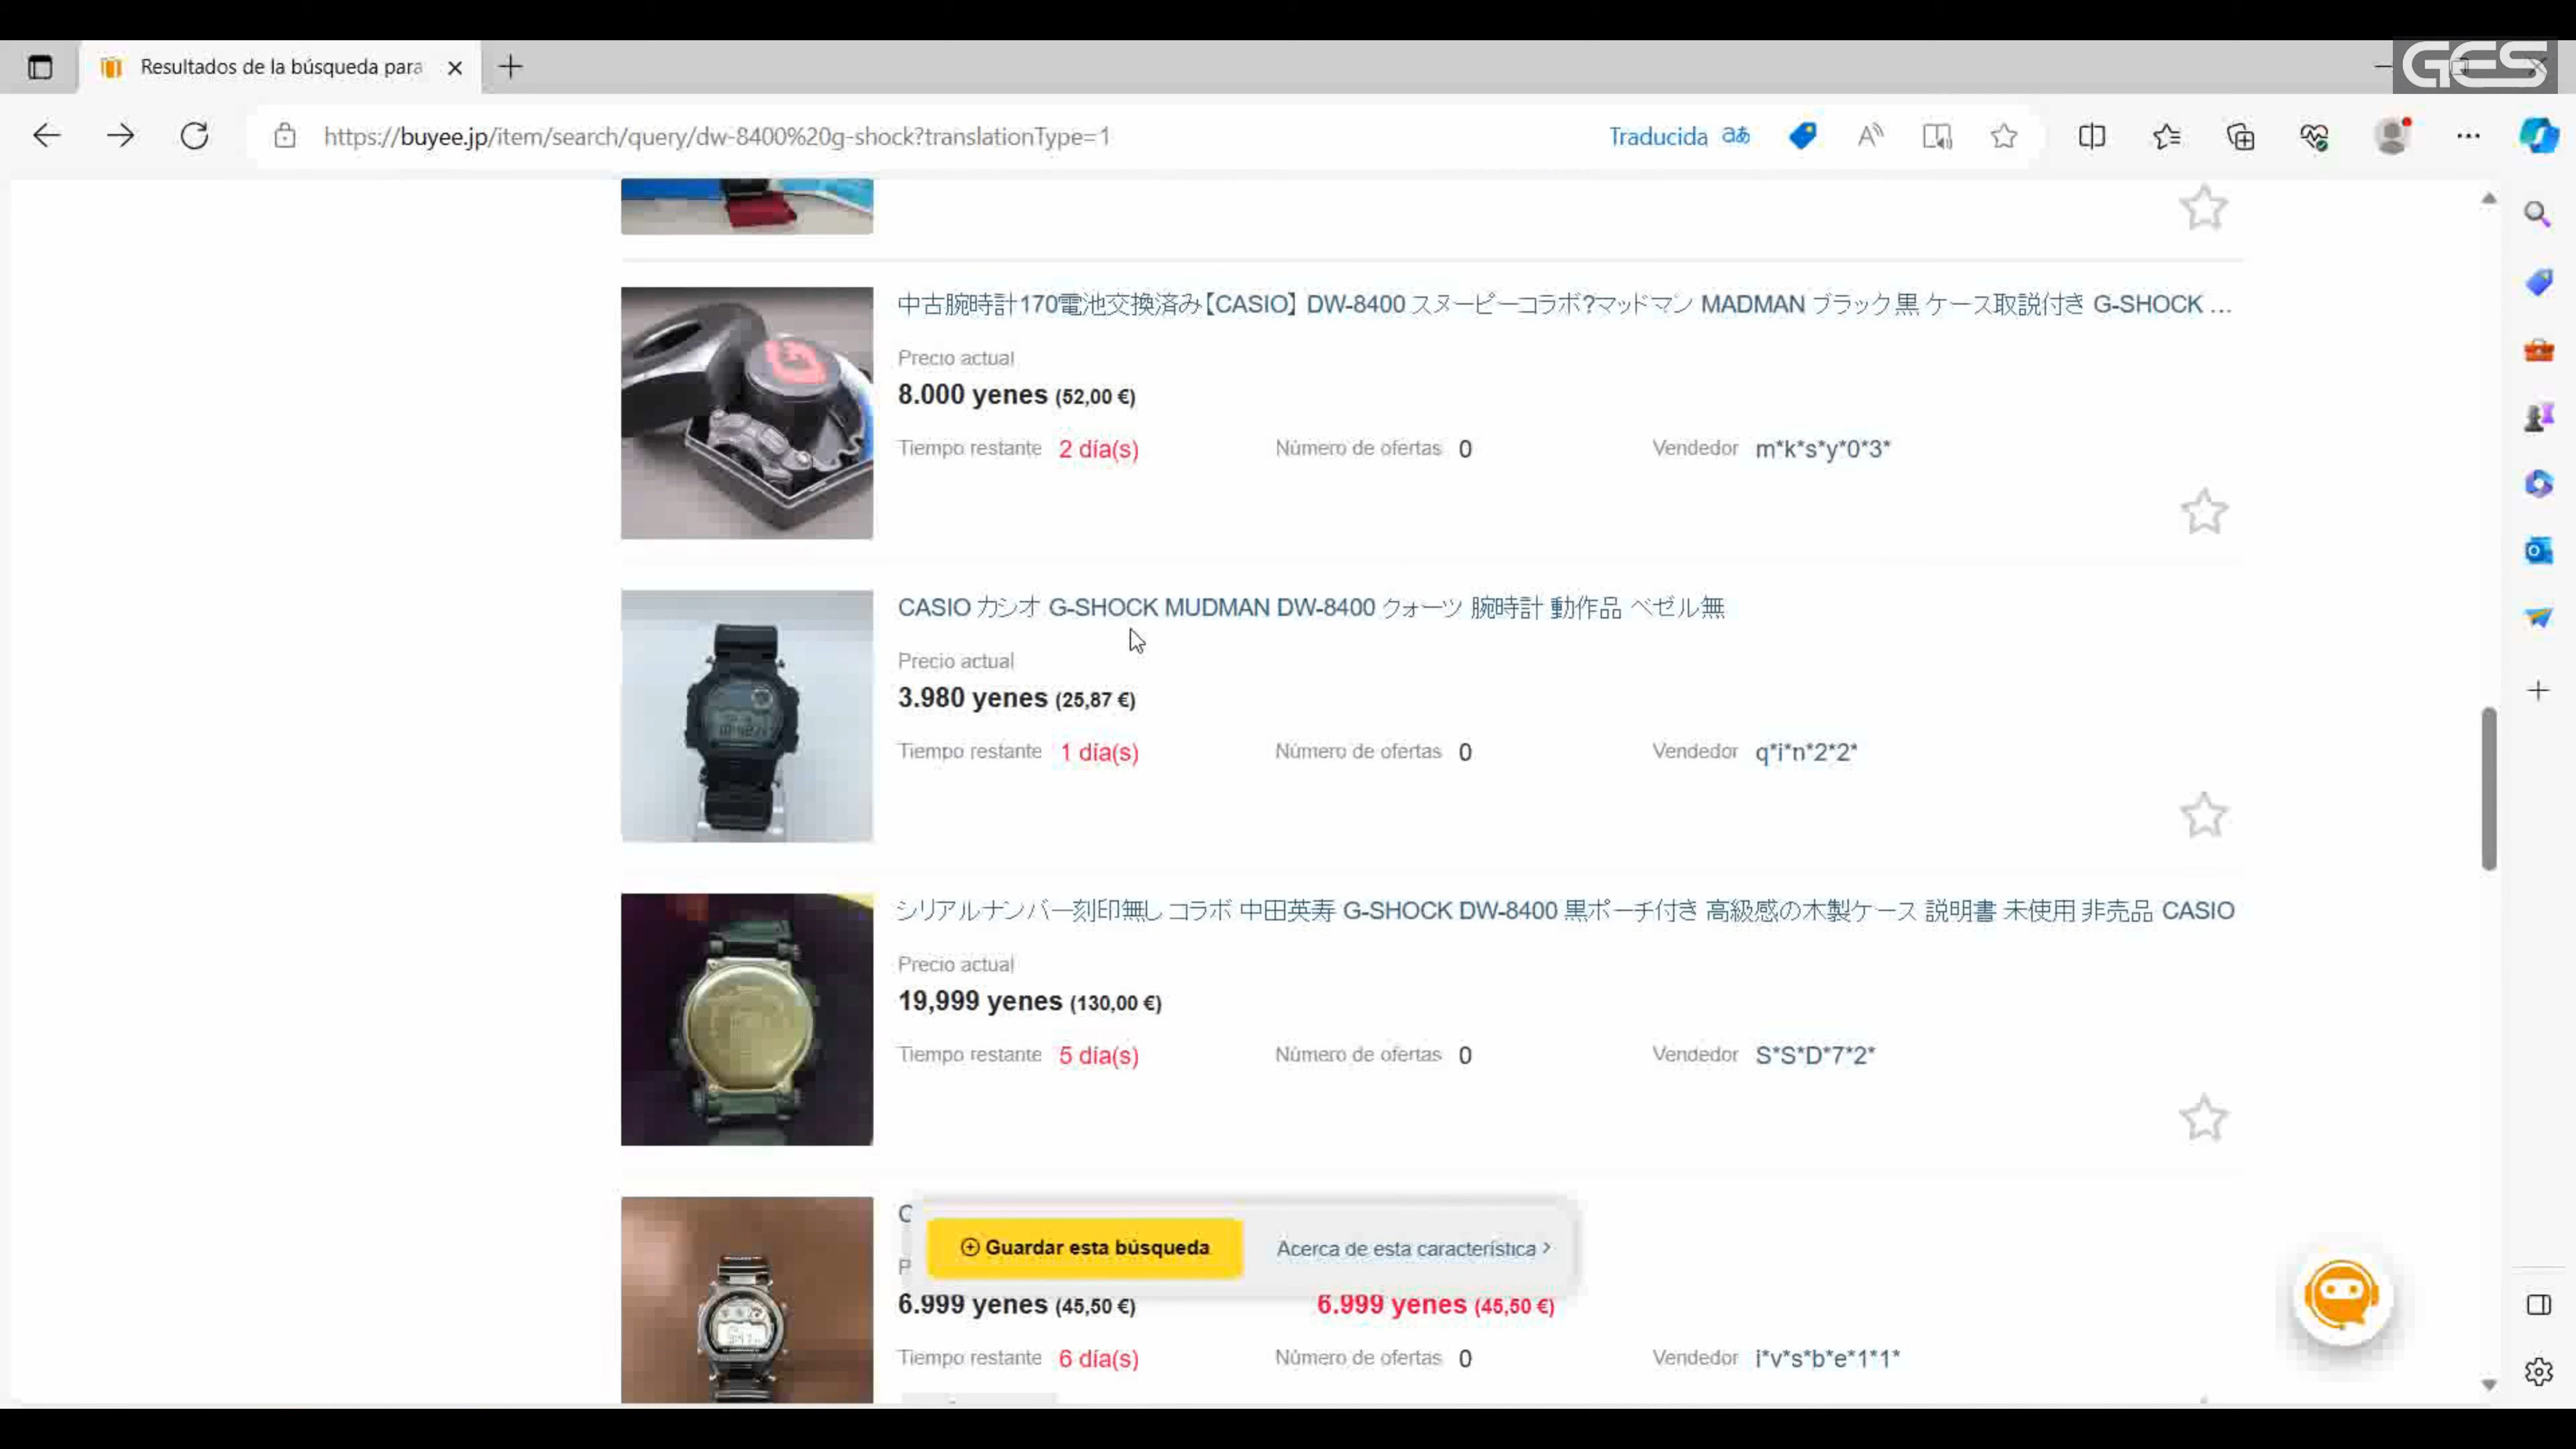 GES
Resultados de la búsqueda para
https://buyee.jp/item/search/query/dw-8400%20g-shock?translationType=1
Traducida
中古腕時計170電池交換済み【CASIO】 DW-8400 スヌーピーコラボ?マッドマン MADMAN ブラック黒 ケース取説付き G-SHOCK ...
Precio actual
8.000 yenes (52,00 €)
Tiempo restante 2 día(s) Número de ofertas 0 Vendedor m*k*s*y*0*3*
CASIO カシオ G-SHOCK MUDMAN DW-8400 クォーツ 腕時計 動作品 ベゼル無
Precio actual
3.980 yenes (25,87 €)
Tiempo restante 1 día(s) Número de ofertas 0 Vendedor q*i*n*2*2*
シリアルナンバー刻印無し コラボ 中田英寿 G-SHOCK DW-8400 黒ポーチ付き 高級感の木製ケース 説明書 未使用 非売品 CASIO
Precio actual
19,999 yenes (130,00 €)
Tiempo restante 5 día(s) Número de ofertas 0 Vendedor S*S*D*7*2*
Guardar esta búsqueda Acerca de esta característica >
6.999 yenes (45,50 €) 6.999 yenes (45,50 €)
Tiempo restante 6 día(s) Número de ofertas 0 Vendedor i*v*s*b*e*1*1*